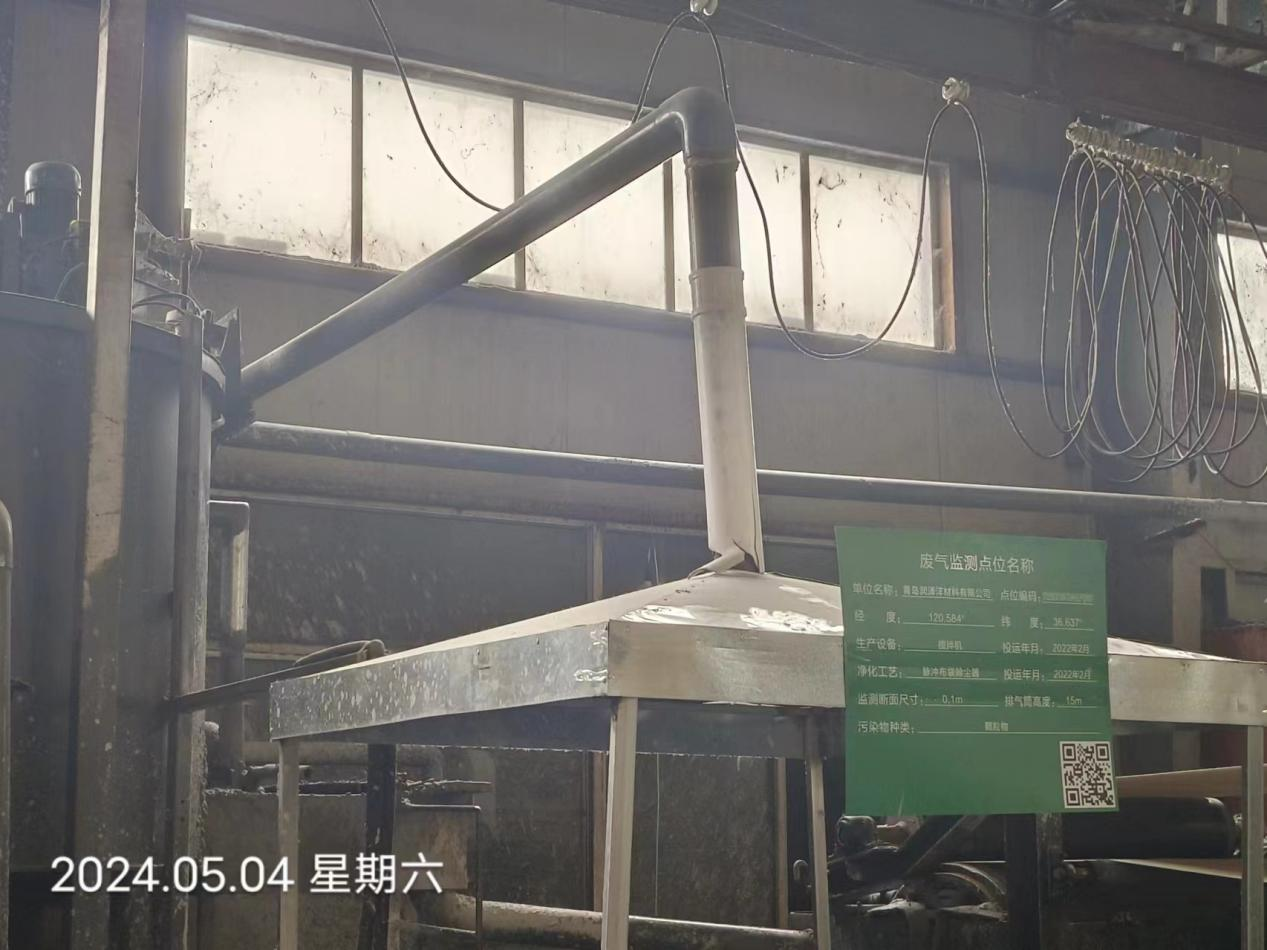 废气监测点位名称
单位名称：青岛润泽洋材料有限公司 点位编码：
经 度：120.584° 纬 度：36.637°
生产设备：搅拌机 投运年月：2022年2月
净化工艺：脉冲布袋除尘器 投运年月：2022年2月
监测断面尺寸：0.1m 排气筒高度：15m
污染物种类：颗粒物
2024.05.04 星期六